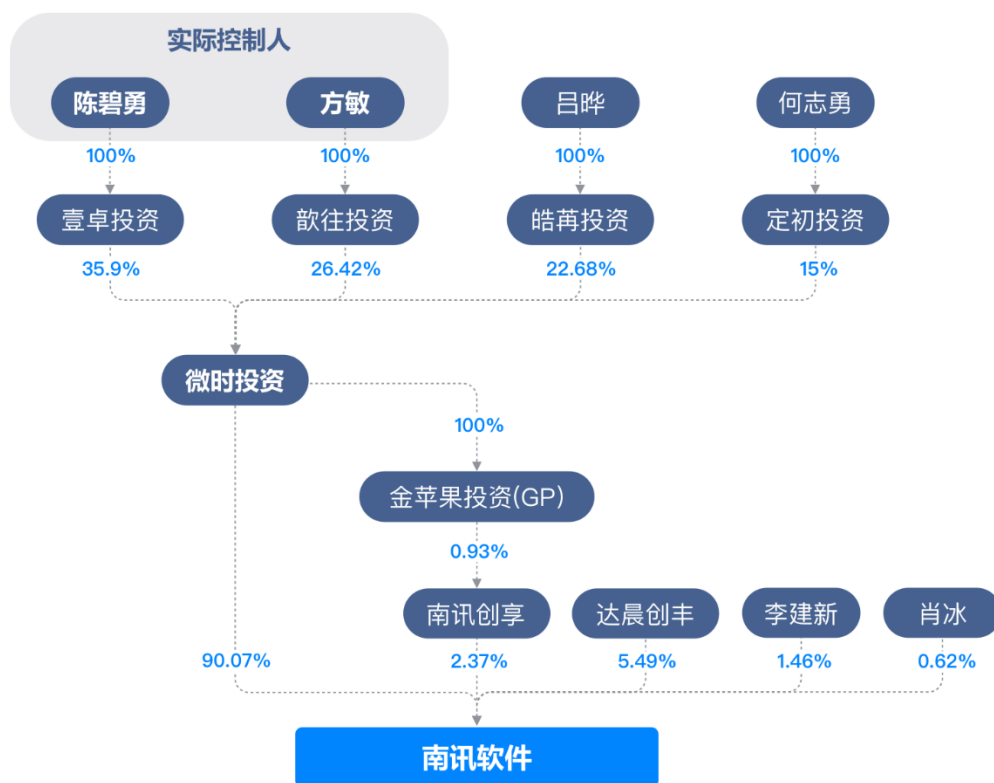 实际控制人
陈碧勇 方敏 吕晔 何志勇
100% 100% 100% 100%
壹卓投资 歆往投资 皓苒投资 定初投资
35.9% 26.42% 22.68% 15%
微时投资
100%
金苹果投资(GP)
0.93%
南讯创享 达晨创丰 李建新 肖冰
90.07% 2.37% 5.49% 1.46% 0.62%
南讯软件